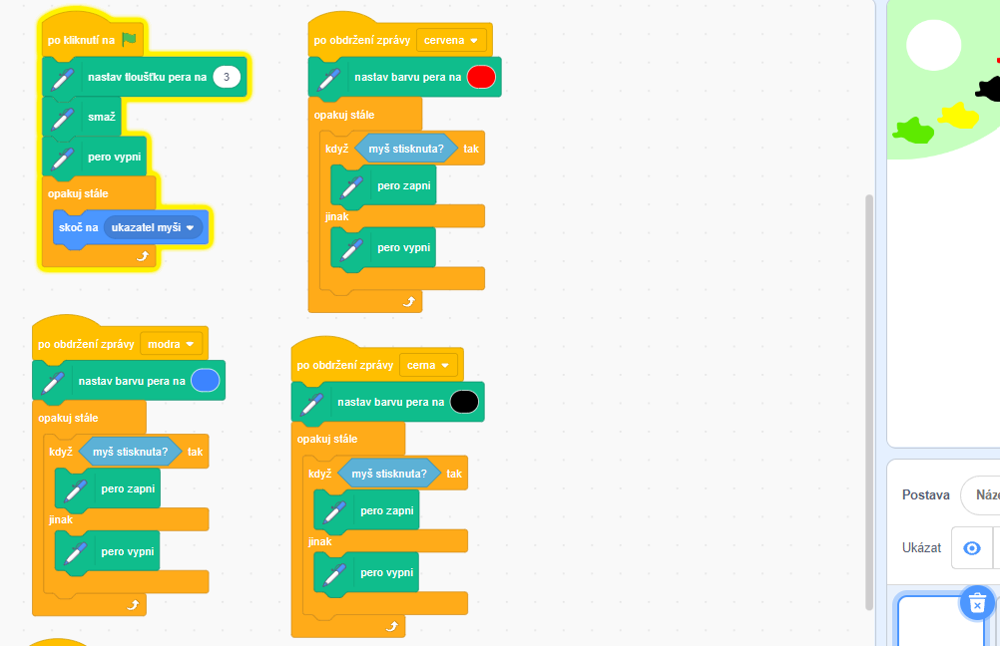 po kliknutí na
nastav tloušťku pera na 3
smaž
pero vypni
opakuj stále
skoč na ukazatel myši
po obdržení zprávy cervena
nastav barvu pera na
opakuj stále
když myš stisknuta? tak
pero zapni
jinak
pero vypni
po obdržení zprávy modra
nastav barvu pera na
opakuj stále
když myš stisknuta? tak
pero zapni
jinak
pero vypni
po obdržení zprávy cerna
nastav barvu pera na
opakuj stále
když myš stisknuta? tak
pero zapni
jinak
pero vypni
Postava
Náze
Ukázat